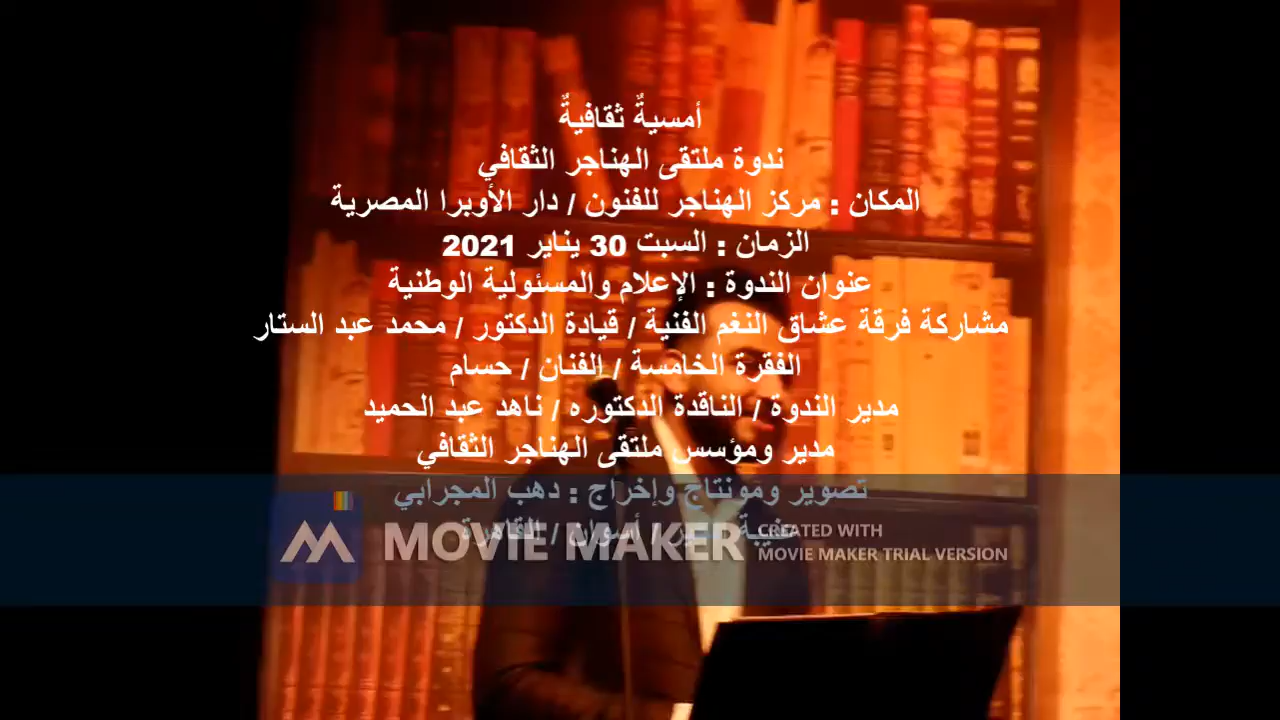 أمسيةٌ ثقافيةٌ
ندوة ملتقى الهناجر الثقافي
المكان : مركز الهناجر للفنون / دار الأوبرا المصرية
الزمان : السبت 30 يناير 2021
عنوان الندوة : الإعلام والمسئولية الوطنية
مشاركة فرقة عشاق النغم الفنية / قيادة الدكتور / محمد عبد الستار
الفقرة الخامسة / الفنان / حسام
مدير الندوة / الناقدة الدكتوره / ناهد عبد الحميد
مدير ومؤسس ملتقى الهناجر الثقافي
تصوير ومونتاج وإخراج : دهب المجرابي
/ أسوان / القاهرة
MOVIE MAKER
CREATED WITH
MOVIE MAKER TRIAL VERSION